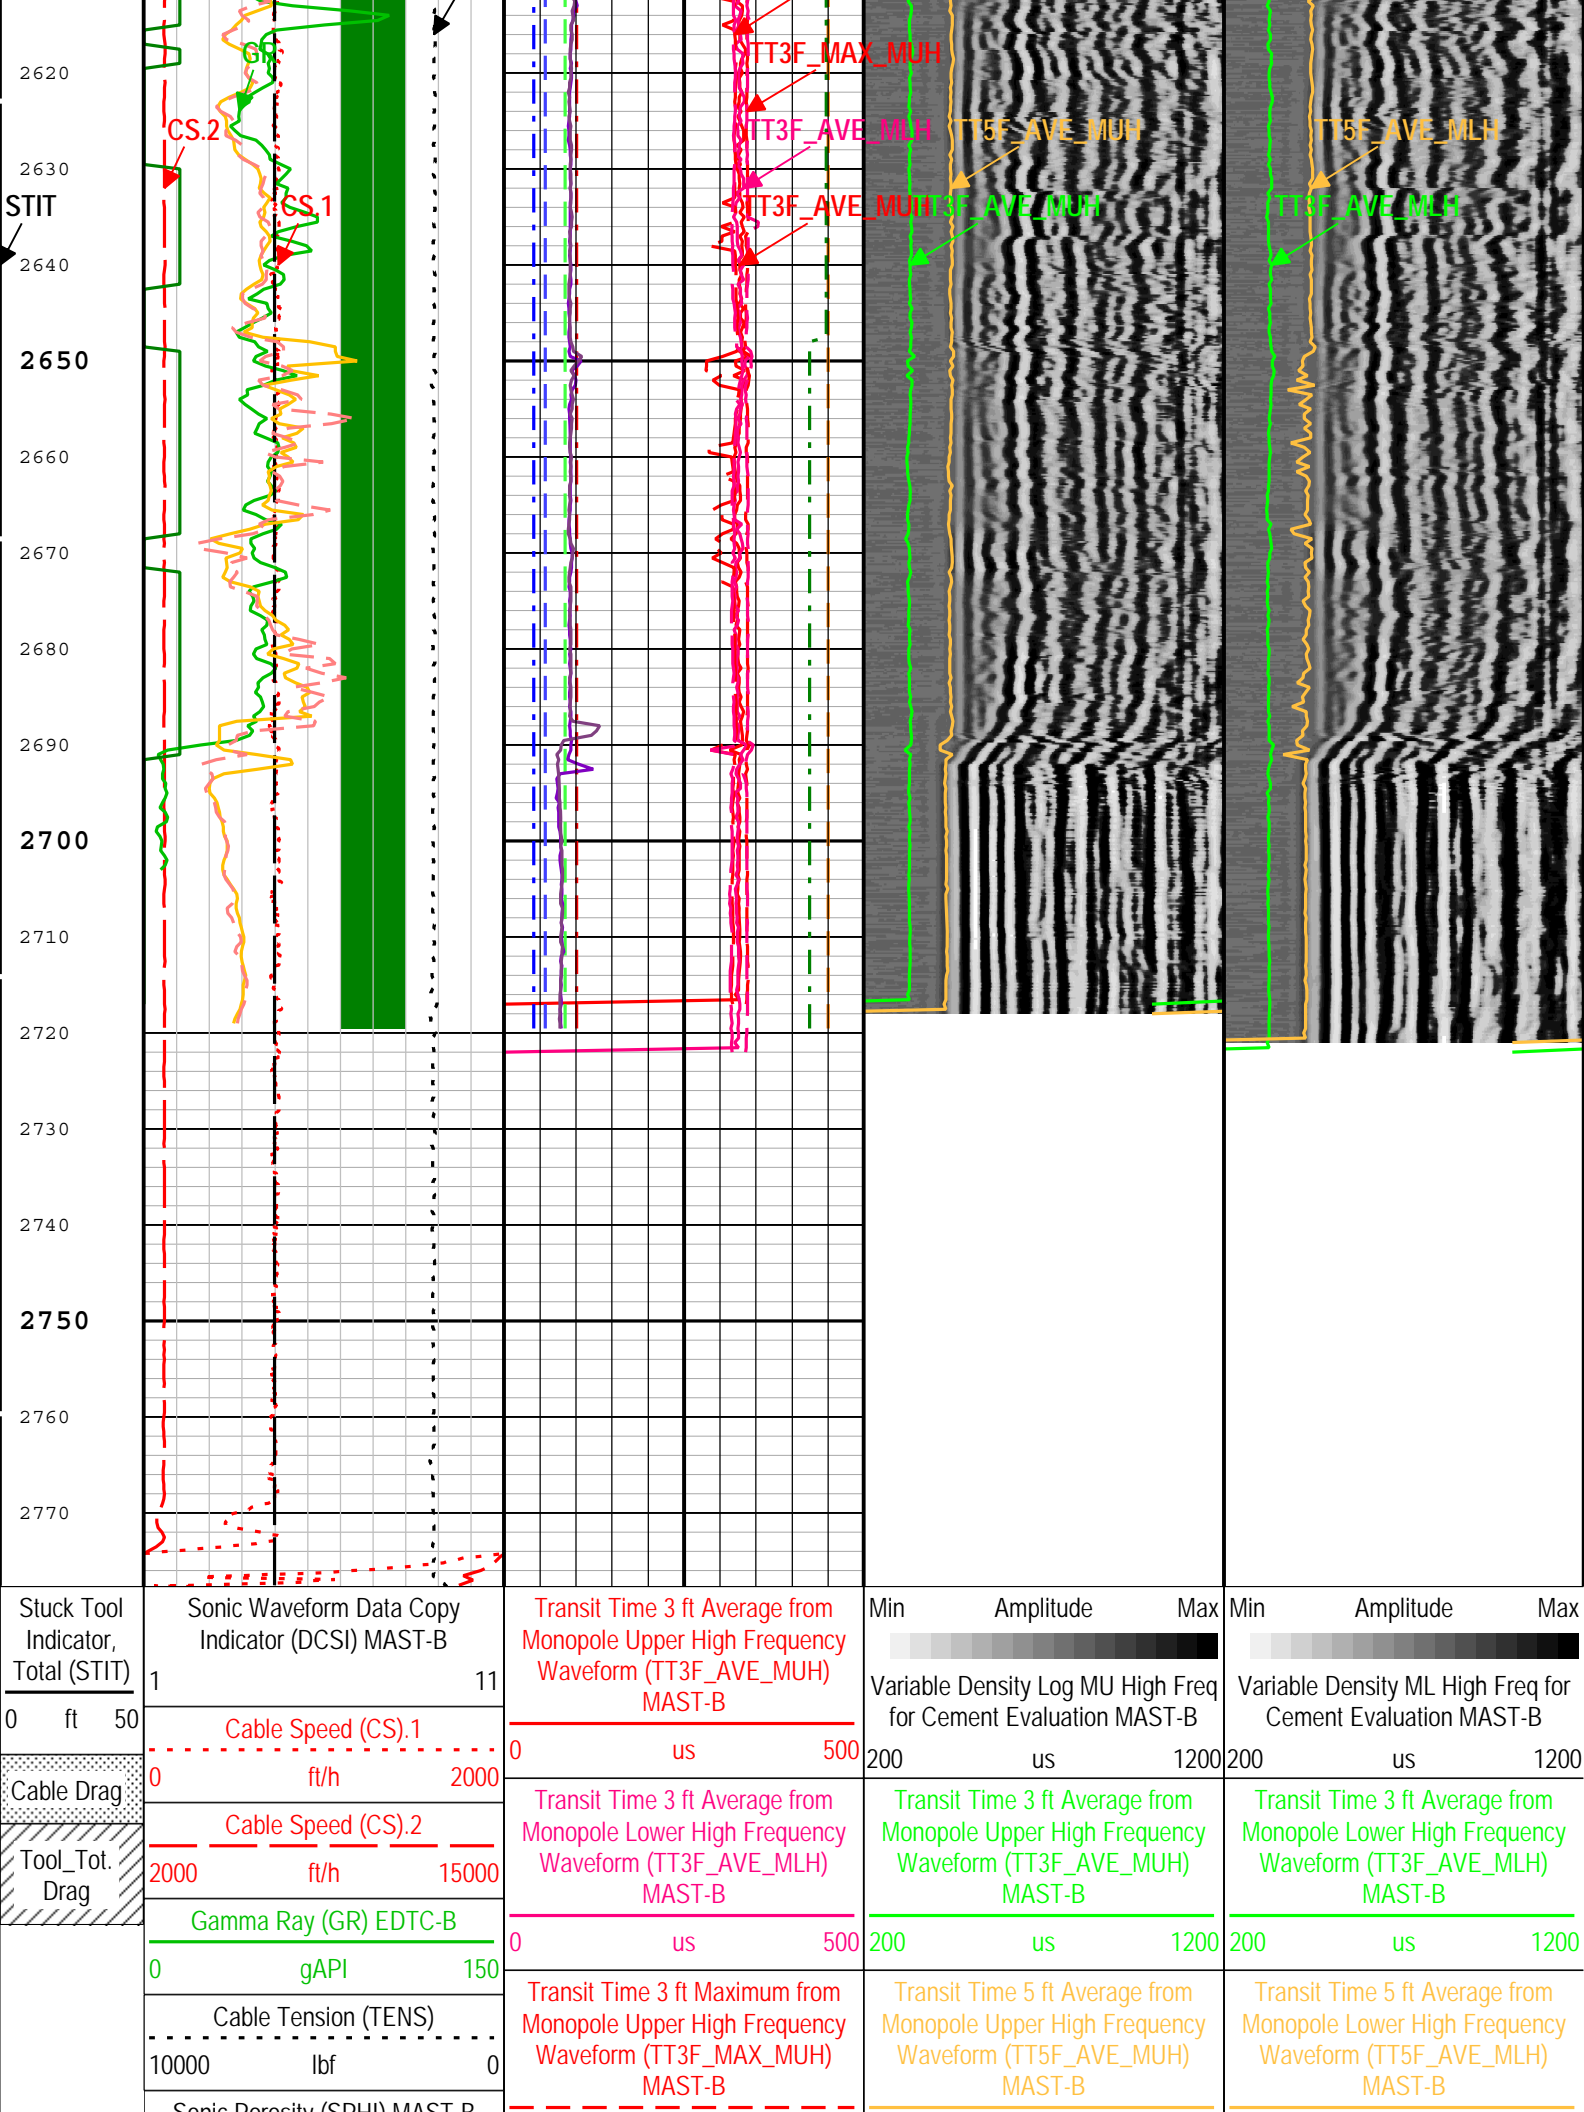 GR
TT3F_MAX_MUH
2620
CS.2
TT3F_AVE_MLH
TT5F_AVE_MUH
TT5F_AVE_MLH
2630
STIT
CS.1
TT3F_AVE_MUH
TT3F_AVE_MUH
TT3F_AVE_MLH
2640
2650
2660
2670
2680
2690
2700
2710
2720
2730
2740
2750
2760
2770
Stuck Tool
Indicator,
Total (STIT)
0 ft 50
Cable Drag
Tool_Tot.
Drag
Sonic Waveform Data Copy
Indicator (DCSI) MAST-B
1 11
Cable Speed (CS).1
0 ft/h 2000
Cable Speed (CS).2
2000 ft/h 15000
Gamma Ray (GR) EDTC-B
0 gAPI 150
Cable Tension (TENS)
10000 lbf 0
Sonic Porosity (SPHI) MAST-B
Transit Time 3 ft Average from
Monopole Upper High Frequency
Waveform (TT3F_AVE_MUH)
MAST-B
0 us 500
Transit Time 3 ft Average from
Monopole Lower High Frequency
Waveform (TT3F_AVE_MLH)
MAST-B
0 us 500
Transit Time 3 ft Maximum from
Monopole Upper High Frequency
Waveform (TT3F_MAX_MUH)
MAST-B
Min Amplitude Max
Variable Density Log MU High Freq
for Cement Evaluation MAST-B
200 us 1200
Transit Time 3 ft Average from
Monopole Upper High Frequency
Waveform (TT3F_AVE_MUH)
MAST-B
200 us 1200
Transit Time 5 ft Average from
Monopole Upper High Frequency
Waveform (TT5F_AVE_MUH)
MAST-B
Min Amplitude Max
Variable Density ML High Freq for
Cement Evaluation MAST-B
200 us 1200
Transit Time 3 ft Average from
Monopole Lower High Frequency
Waveform (TT3F_AVE_MLH)
MAST-B
200 us 1200
Transit Time 5 ft Average from
Monopole Lower High Frequency
Waveform (TT5F_AVE_MLH)
MAST-B